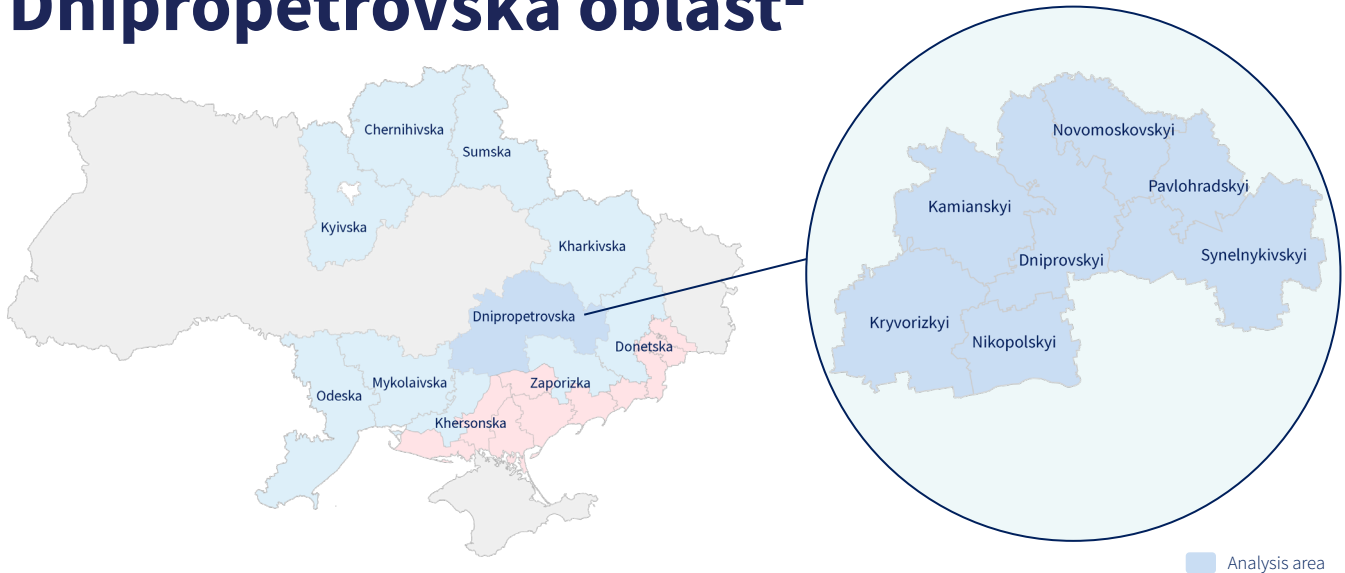 Dnipropetrovska oblast-
Chernihivska
Sumska
Kyivska
Kharkivska
Dnipropetrovska
Donetska
Zaporizka
Mykolaivska
Odeska
Khersonska
Novomoskovskyi
Pavlohradskyi
Kamianskyi
Synelnykivskyi
Dniprovskyi
Kryvorizkyi
Nikopolskyi
Analysis area